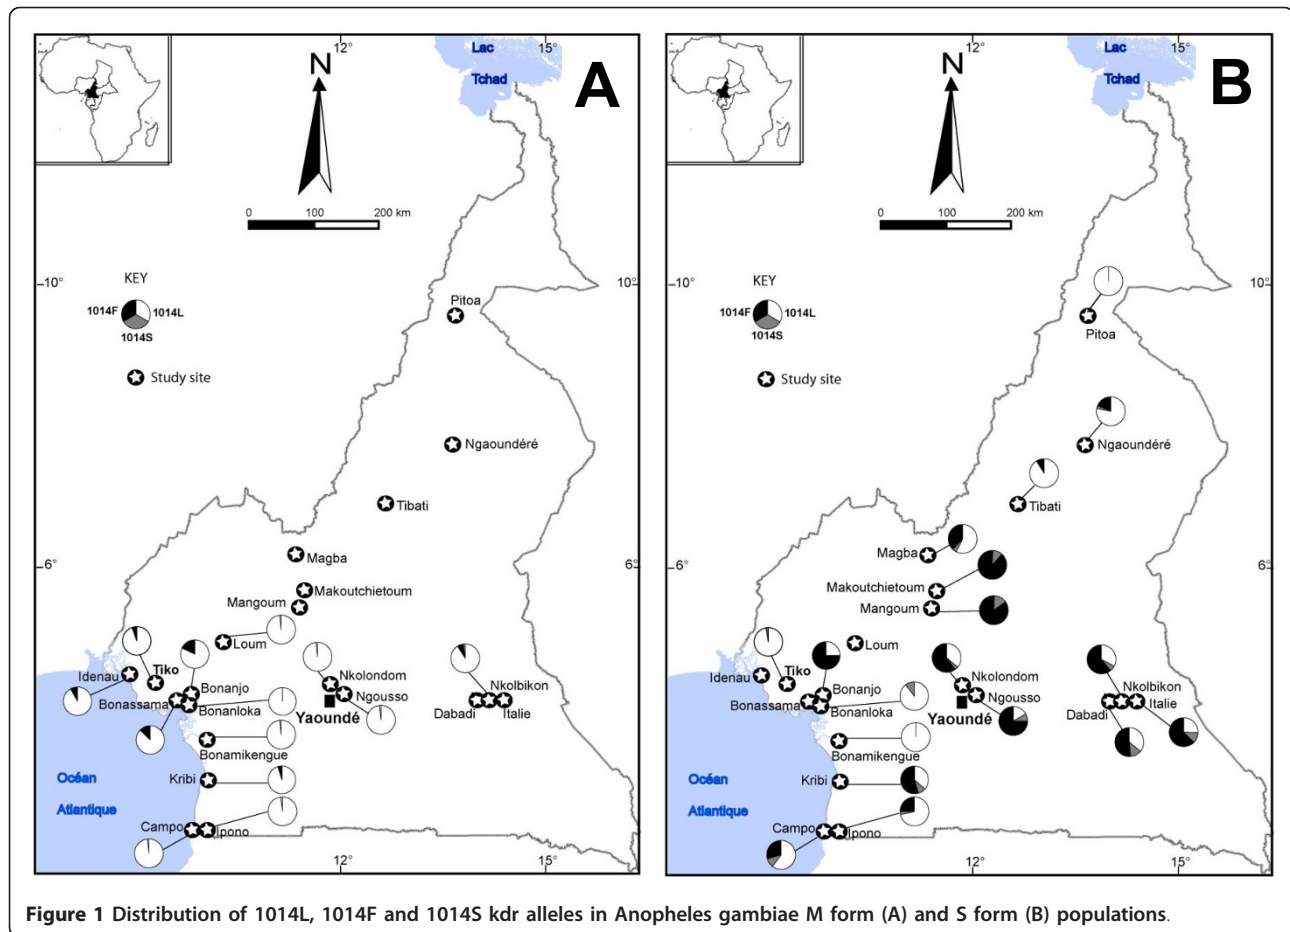 Lac
Tchad
12°
15°
N
A
0 100 200 km
10°
KEY
1014F 1014L
1014S
Study site
Pitoa
Ngaoundéré
Tibati
Magba
6°
Makoutchietoum
Mangoum
Loum
Idenau
Tiko
Bonanjo
Nkolondom
Nkolbikon
Bonassama
Bonanloka
Ngousso
Yaoundé
Dabadi
Italie
Bonamikengue
Océan
Atlantique
Kribi
Campo
Ipono
12°
15°
Lac
Tchad
12°
15°
N
B
0 100 200 km
10°
10°
KEY
1014F 1014L
1014S
Study site
Pitoa
Ngaoundéré
Tibati
Magba
6°
6°
Makoutchietoum
Mangoum
Loum
Idenau
Tiko
Bonanjo
Nkolondom
Nkolbikon
Bonassama
Bonanloka
Ngousso
Yaoundé
Dabadi
Italie
Bonamikengue
Océan
Atlantique
Kribi
Campo
Ipono
12°
15°
Figure 1 Distribution of 1014L, 1014F and 1014S kdr alleles in Anopheles gambiae M form (A) and S form (B) populations.